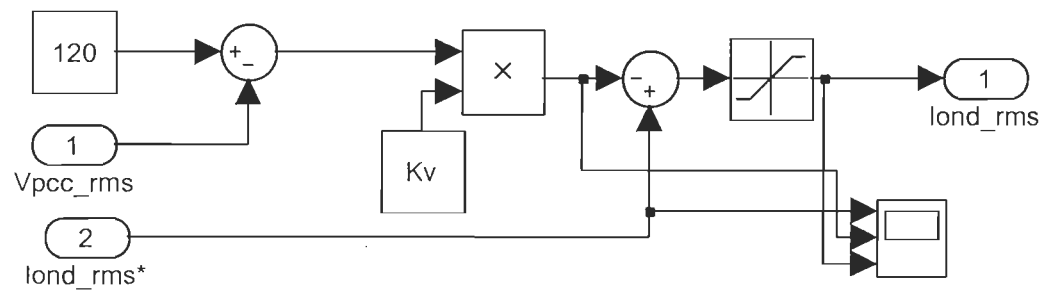 120
+
−
×
−
+
1
Iond_rms
1
Vpcc_rms
Kv
2
Iond_rms*